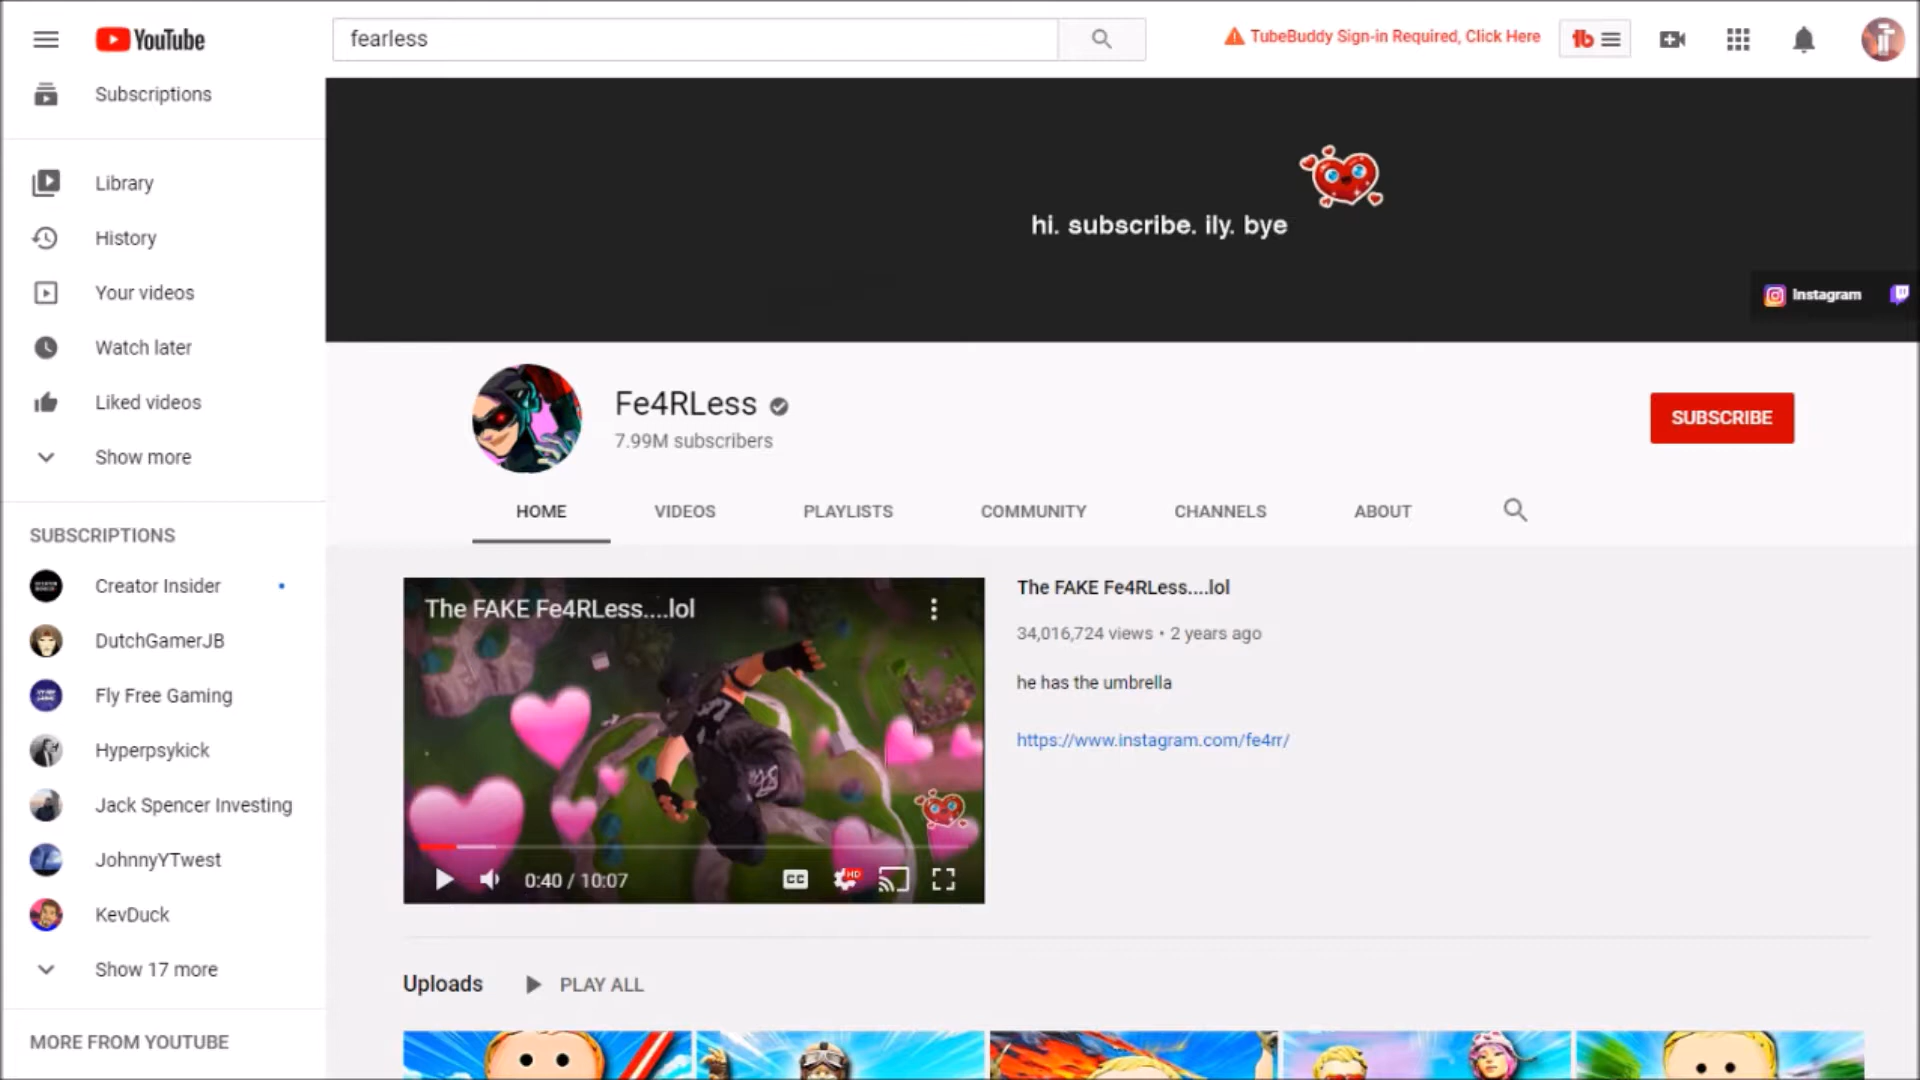 YouTube
fearless
TubeBuddy Sign-in Required, Click Here
tb
Subscriptions
Library
History
Your videos
Watch later
Liked videos
Show more
SUBSCRIPTIONS
Creator Insider
DutchGamerJB
Fly Free Gaming
Hyperpsykick
Jack Spencer Investing
JohnnyYTwest
KevDuck
Show 17 more
MORE FROM YOUTUBE
hi. subscribe. ily. bye
Instagram
Fe4RLess
7.99M subscribers
SUBSCRIBE
HOME VIDEOS PLAYLISTS COMMUNITY CHANNELS ABOUT
The FAKE Fe4RLess....lol
0:40 / 10:07
CC
HD
The FAKE Fe4RLess....lol
34,016,724 views • 2 years ago
he has the umbrella
https://www.instagram.com/fe4rr/
Uploads PLAY ALL